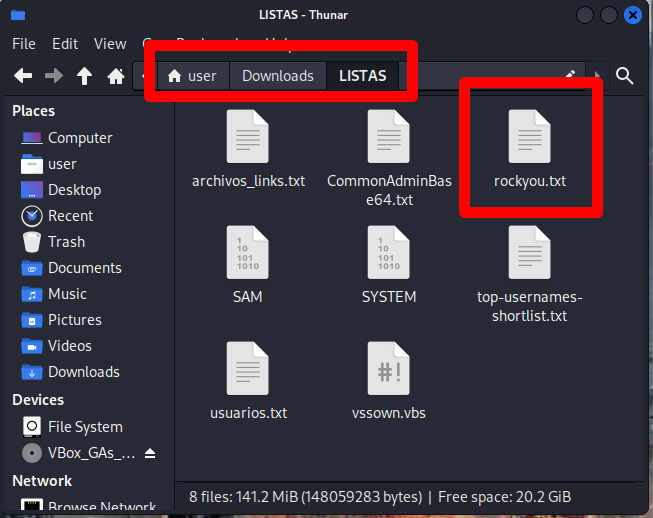 LISTAS - Thunar
File Edit View Help
user Downloads LISTAS
Places
Computer
user
Desktop
Recent
Trash
Documents
Music
Pictures
Videos
Downloads
Devices
File System
VBox_GAs_...
Network
Browse Network
archivos_links.txt
CommonAdminBas
e64.txt
rockyou.txt
1
10
101
1010
SAM
1
10
101
1010
SYSTEM
top-usernames-
shortlist.txt
usuarios.txt
#!
vssown.vbs
8 files: 141.2 MiB (148059283 bytes) | Free space: 20.2 GiB